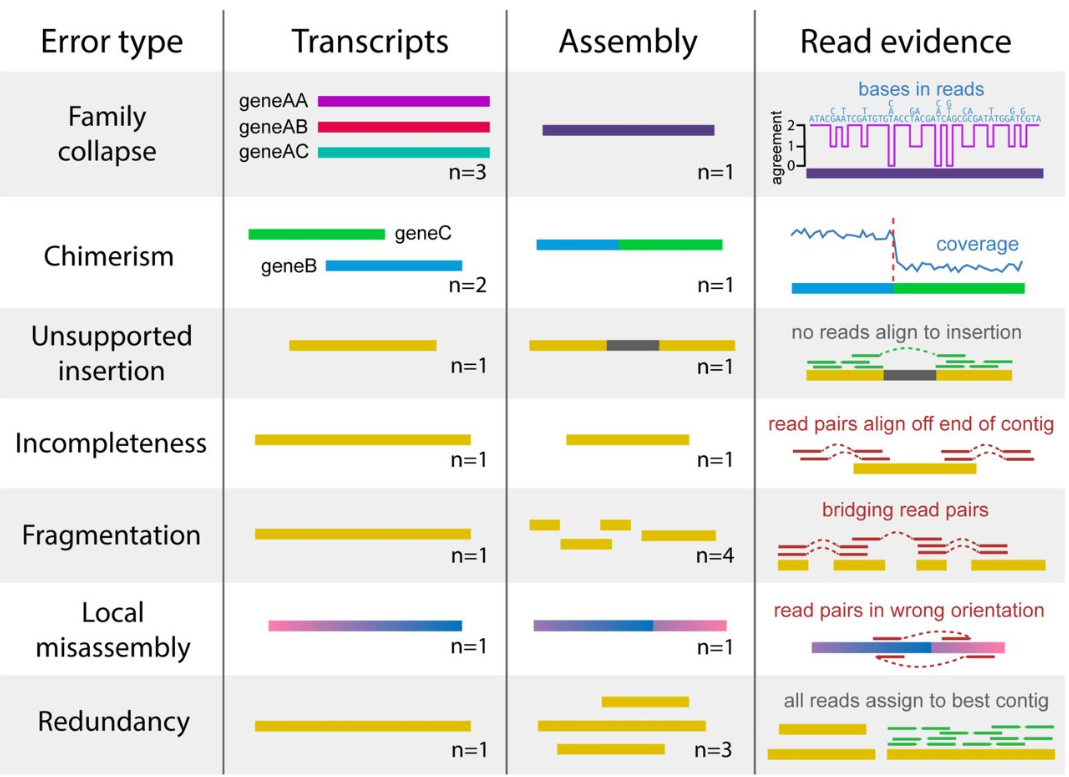 Error type
Transcripts
Assembly
Read evidence
Family
collapse
geneAA
geneAB
geneAC
n=3
n=1
bases in reads
agreement
2
1
0
Chimerism
geneC
geneB
n=2
n=1
coverage
Unsupported
insertion
n=1
n=1
no reads align to insertion
Incompleteness
n=1
n=1
read pairs align off end of contig
Fragmentation
n=1
n=4
bridging read pairs
Local
misassembly
n=1
n=1
read pairs in wrong orientation
Redundancy
n=1
n=3
all reads assign to best contig